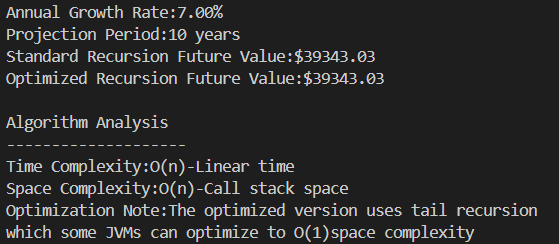 Annual Growth Rate:7.00%
Projection Period:10 years
Standard Recursion Future Value:$39343.03
Optimized Recursion Future Value:$39343.03
Algorithm Analysis
--------------------
Time Complexity:O(n)-Linear time
Space Complexity:O(n)-Call stack space
Optimization Note:The optimized version uses tail recursion
which some JVMs can optimize to O(1)space complexity